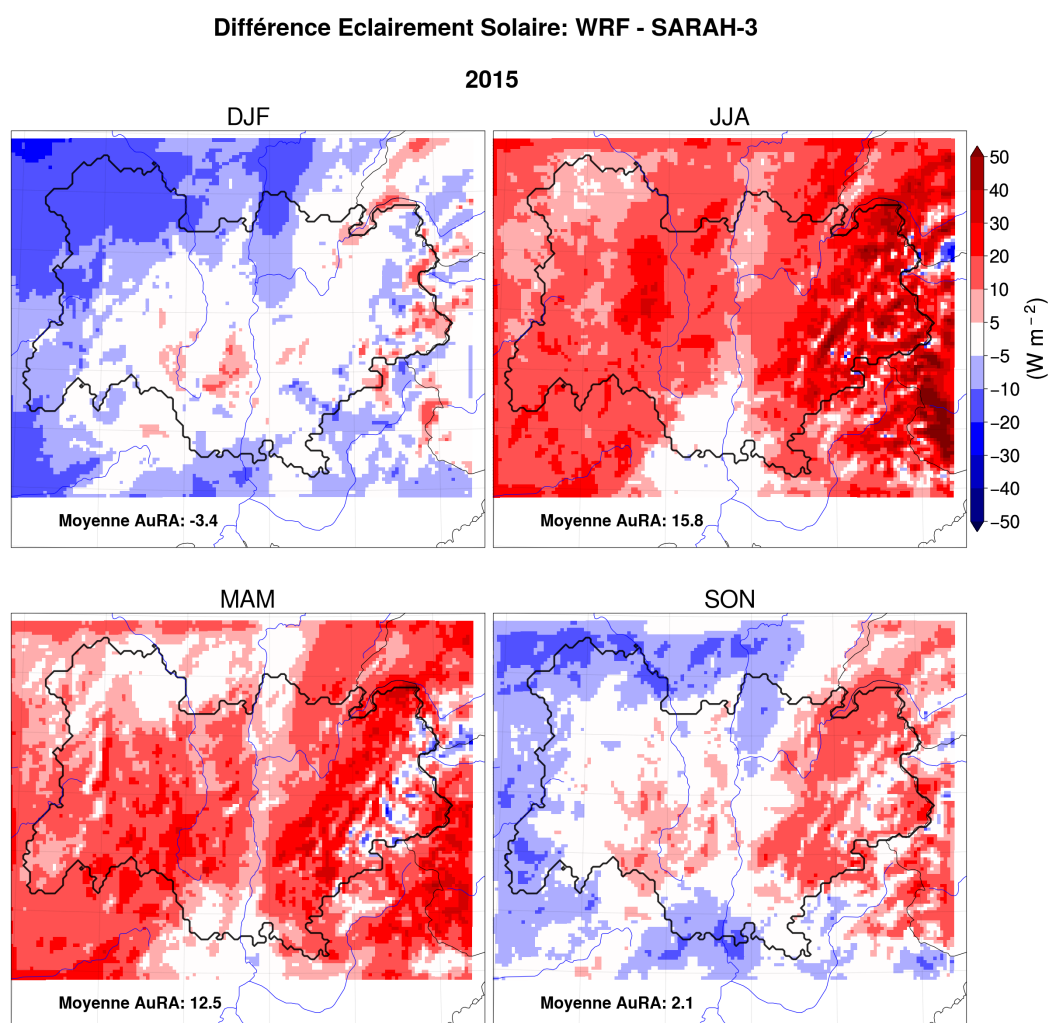 Différence Eclairement Solaire: WRF - SARAH-3
2015
DJF
JJA
50
40
30
20
10
5
−5
−10
−20
−30
−40
−50
(W m − 2)
Moyenne AuRA: -3.4
Moyenne AuRA: 15.8
MAM
SON
Moyenne AuRA: 12.5
Moyenne AuRA: 2.1